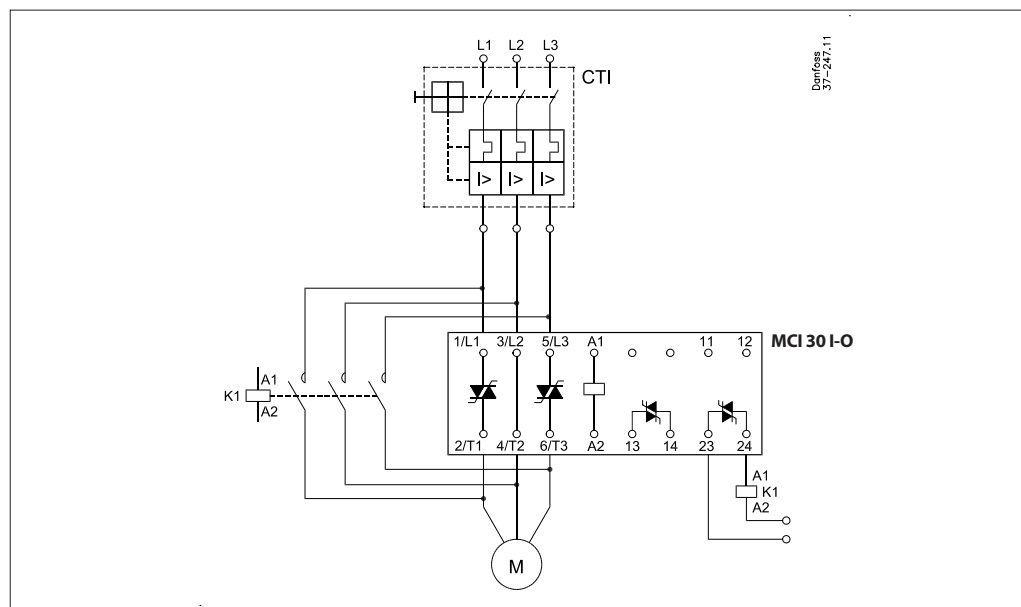 L1 L2 L3
CTI
Danfoss
37-247.11
I> I> I>
MCI 30 I-O
1/L1 3/L2 5/L3 A1 11 12
A1
K1
A2
2/T1 4/T2 6/T3 A2 13 14 23 24
A1
K1
A2
M